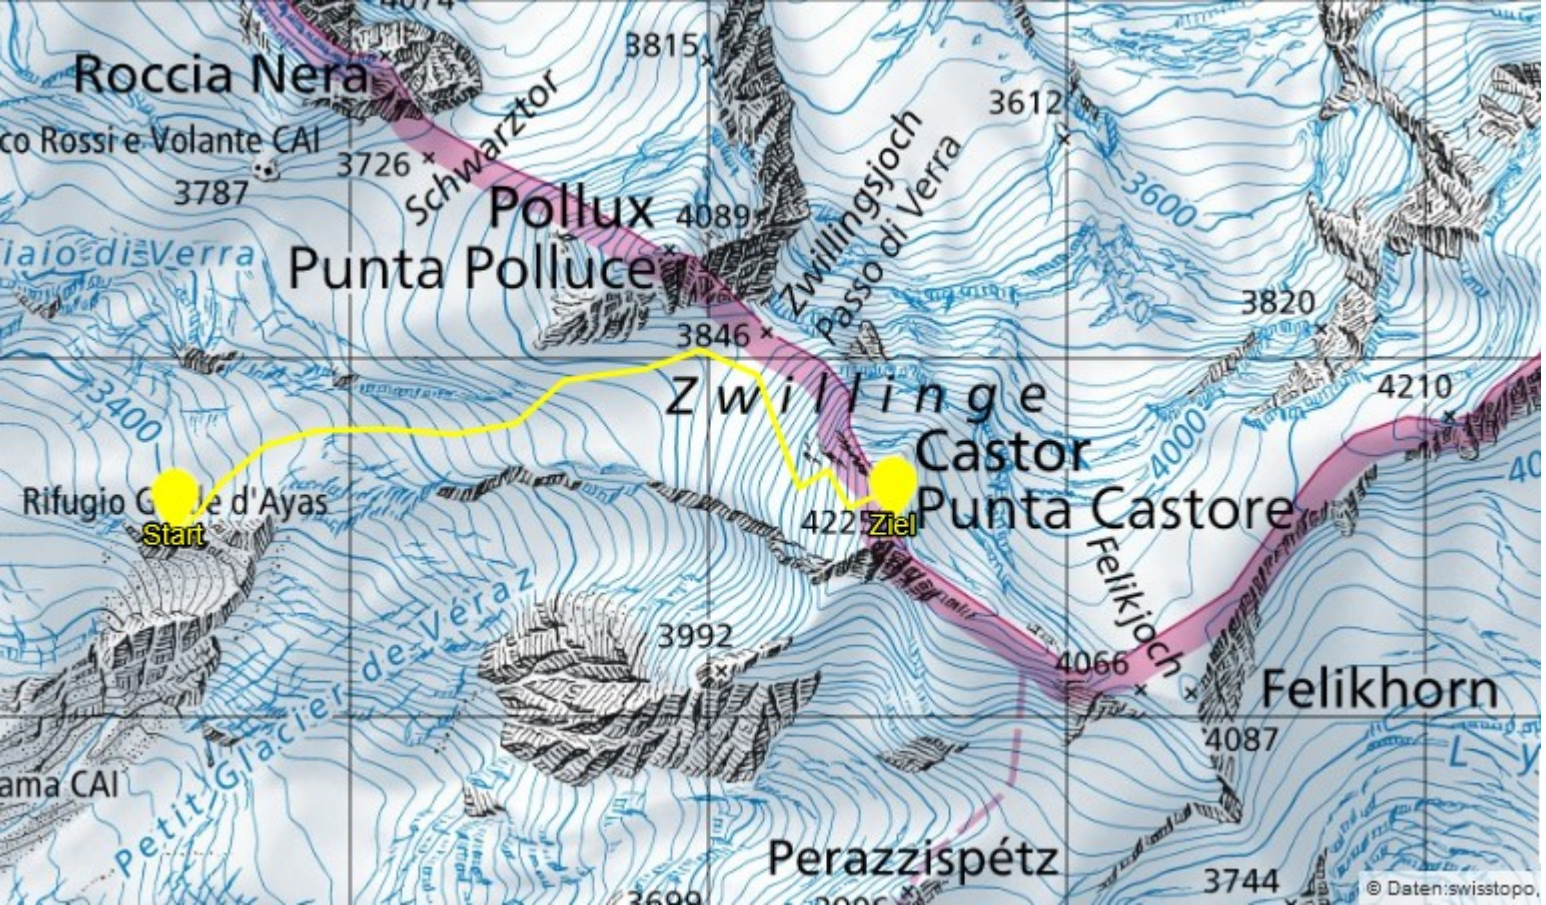 Roccia Nera
3815
3612
co Rossi e Volante CAI
3726
Schwarztor
3787
Zwillingsjoch
Passo di Verra
3600
Pollux
4089
Punta Polluce
iaio di Verra
3820
3846
Zwillinge
4210
3400
4000
Castor
Punta Castore
Rifugio
d'Ayas
Start
Ziel
Felikjoch
Petit Glacier de Véraz
3992
4066
Felikhorn
4087
ama CAI
L y
Perazzispétz
3744
3699
© Daten:swisstopo,